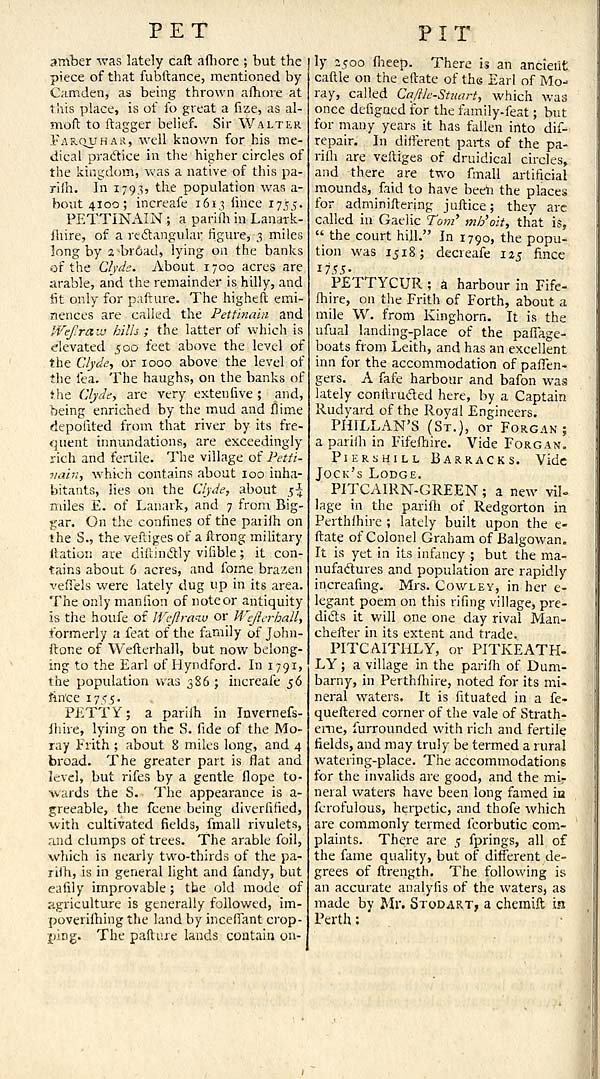 PET
amber was lately caſt aſhore ; but the
piece of that ſubſtance, mentioned by
Camden, as being thrown aſhore at
this place, is of ſo great a ſize, as al-
moſt to ſtagger belief. Sir WALTER
FARQUHAR, well known for his me-
dical practice in the higher circles of
the kingdom, was a native of this pa-
riſh. In 1793, the population was a-
bout 4100 ; increaſe 1613 ſince 1755.
PETTINAIN ; a pariſh in Lanark-
ſhire, of a rectangular figure, 3 miles
long by 2 broad, lying on the banks
of the Clyde. About 1700 acres are
arable, and the remainder is hilly, and
fit only for paſture. The higheſt emi-
nences are called the Pettinain and
Weſtraw hills ; the latter of which is
elevated 500 feet above the level of
the Clyde, or 1000 above the level of
the ſea. The haughs, on the banks of
the Clyde, are very extenſive ; and,
being enriched by the mud and ſlime
depoſited from that river by its fre-
quent innundations, are exceedingly
rich and fertile. The village of Petti-
nain, which contains about 100 inha-
bitants, lies on the Clyde, about 5¼
miles E. of Lanark, and 7 from Big-
gar. On the confines of the pariſh on
the S., the veſtiges of a ſtrong military
ſtation are diſtinctly viſible ; it con-
tains about 6 acres, and ſome brazen
veſſels were lately dug up in its area.
The only manſion of note or antiquity
is the houſe of Weſtraw or Weſterhall,
formerly a ſeat of the family of John-
ſtone of Weſterhall, but now belong-
ing to the Earl of Hyndford. In 1791,
the population was 386 ; increaſe 56
ſince 1755.
PETTY ; a pariſh in Inverneſs-
ſhire, lying on the S. ſide of the Mo-
ray Frith ; about 8 miles long, and 4
broad. The greater part is flat and
level, but riſes by a gentle ſlope to-
wards the S. The appearance is a-
greeable, the ſcene being diverſified,
with cultivated fields, ſmall rivulets,
and clumps of trees. The arable ſoil,
which is nearly two-thirds of the pa-
riſh, is in general light and ſandy, but
eaſily improvable ; the old mode of
agriculture is generally followed, im-
poveriſhing the land by inceſſant crop-
ping. The paſture lands contain on-
PIT
ly 2500 ſheep. There is an ancient
caſtle on the eſtate of the Earl of Mo-
ray, called Caſtle-Stuart, which was
once deſigned for the family-ſeat ; but
for many years it has fallen into diſ-
repair. In different parts of the pa-
riſh are veſtiges of druidical circles,
and there are two ſmall artificial
mounds, ſaid to have been the places
for adminiſtering juſtice ; they are
called in Gaelic Tom' mh'oit, that is,
“ the court hill.” In 1790, the popu-
tion was 1518 ; decreaſe 125 ſince
1755.
PETTYCUR ; a harbour in Fife-
ſhire, on the Frith of Forth, about a
mile W. from Kinghorn. It is the
uſual landing-place of the paſſage-
boats from Leith, and has an excellent
inn for the accommodation of paſſen-
gers. A ſafe harbour and baſon was
lately conſtructed here, by a Captain
Rudyard of the Royal Engineers.
PHILLAN'S (ST.), or FORGAN ;
a pariſh in Fifeſhire. Vide FORGAN.
PIERSHILL BARRACKS. Vide
JOCK'S LODGE.
PITCAIRN-GREEN ; a new vil-
lage in the pariſh of Redgorton in
Perthſhire ; lately built upon the e-
ſtate of Colonel Graham of Balgowan.
It is yet in its infancy ; but the ma-
nufactures and population are rapidly
increaſing. Mrs. COWLEY, in her e-
legant poem on this riſing village, pre-
dicts it will one one day rival Man-
cheſter in its extent and trade.
PITCAITHLY, or PITKEATH-
LY ; a village in the pariſh of Dum-
barny, in Perthſhire, noted for its mi-
neral waters. It is ſituated in a ſe-
queſtered corner of the vale of Strath-
erne, ſurrounded with rich and fertile
fields, and may truly be termed a rural
watering-place. The accommodations
for the invalids are good, and the mi-
neral waters have been long famed in
ſcrofulous, herpetic, and thoſe which
are commonly termed ſcorbutic com-
plaints. There are 5 ſprings, all of
the ſame quality, but of different de-
grees of ſtrength. The following is
an accurate analyſis of the waters, as
made by Mr. STODART, a chemiſt in
Perth :